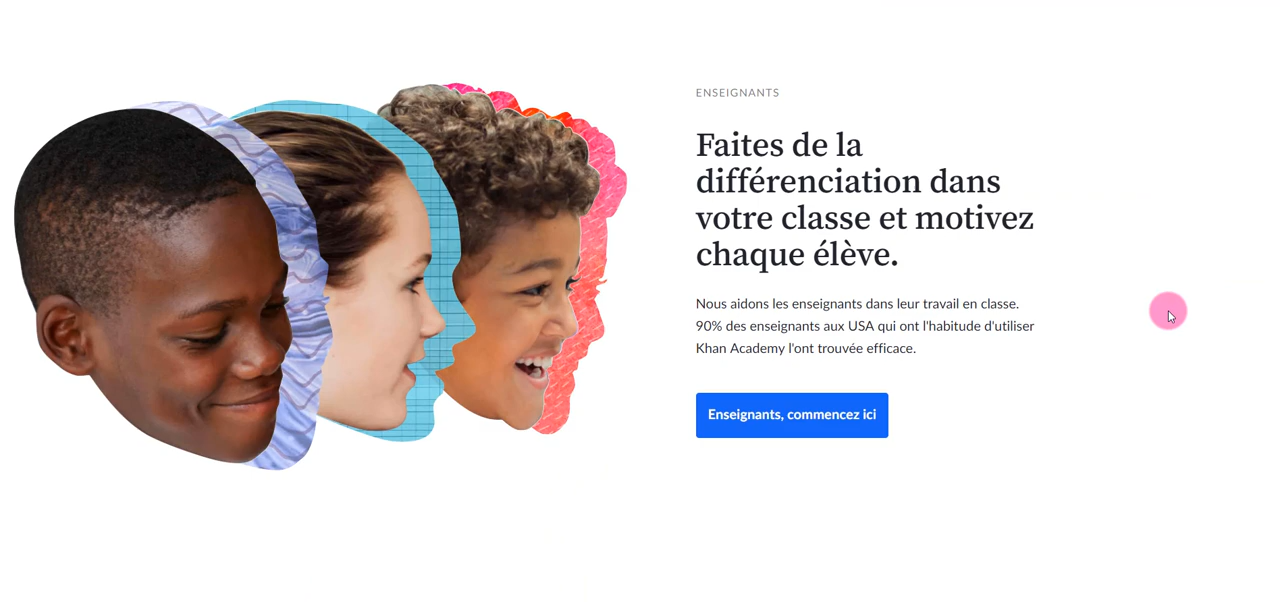 ENSEIGNANTS
Faites de la
différenciation dans
votre classe et motivez
chaque élève.
Nous aidons les enseignants dans leur travail en classe.
90% des enseignants aux USA qui ont l'habitude d'utiliser
Khan Academy l'ont trouvée efficace.
Enseignants, commencez ici